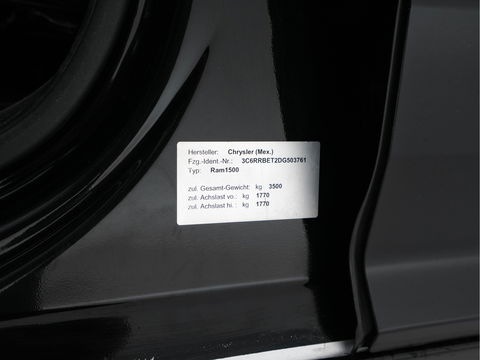 Hersteller: Chrysler (Mex.)
Fzg.-Ident.-Nr.: 3C6RRBET2DG503761
Typ: Ram1500
zul. Gesamt-Gewicht: kg 3500
zul. Achslast vo.: kg 1770
zul. Achslast hi. : kg 1770